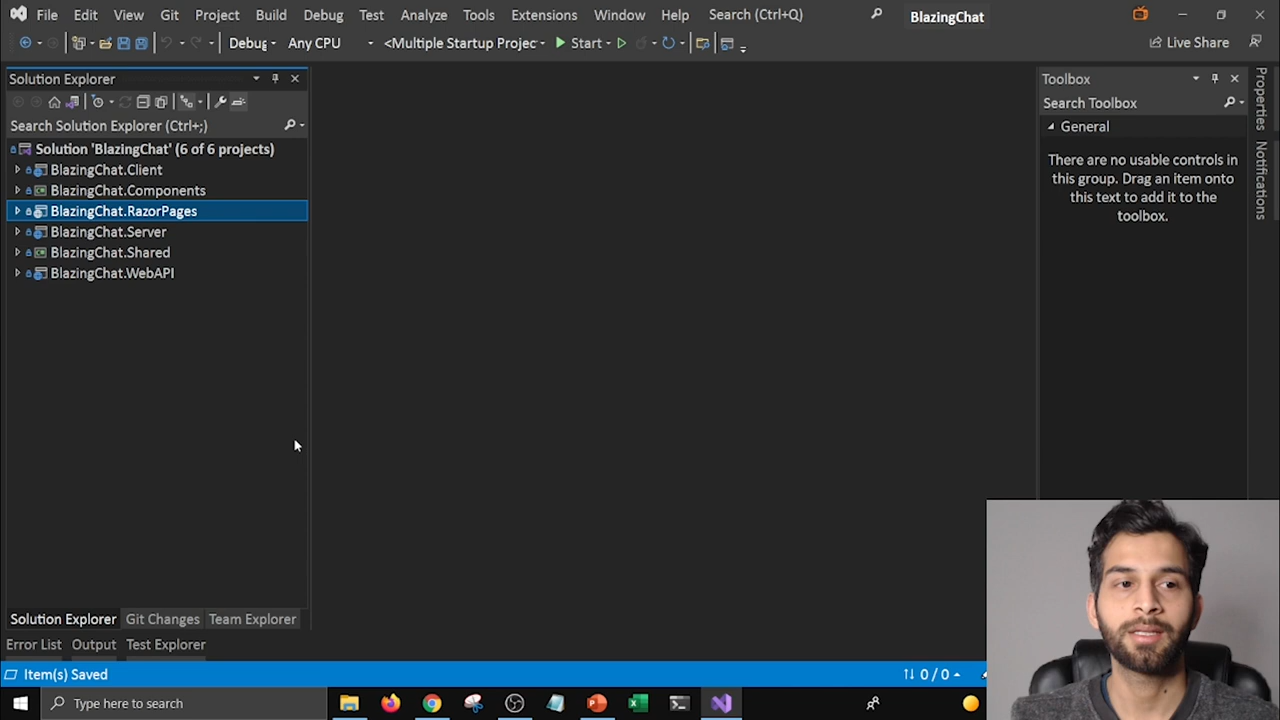 File Edit View Git Project Build Debug Test Analyze Tools Extensions Window Help Search (Ctrl+Q) BlazingChat
Debug Any CPU <Multiple Startup Projec Start Live Share
Solution Explorer
Search Solution Explorer (Ctrl+;)
Solution 'BlazingChat' (6 of 6 projects)
BlazingChat.Client
BlazingChat.Components
BlazingChat.RazorPages
BlazingChat.Server
BlazingChat.Shared
BlazingChat.WebAPI
Solution Explorer Git Changes Team Explorer
Error List Output Test Explorer
Toolbox
Search Toolbox
General
There are no usable controls in
this group. Drag an item onto
this text to add it to the
toolbox.
Properties
Notifications
Item(s) Saved 0 / 0
Type here to search